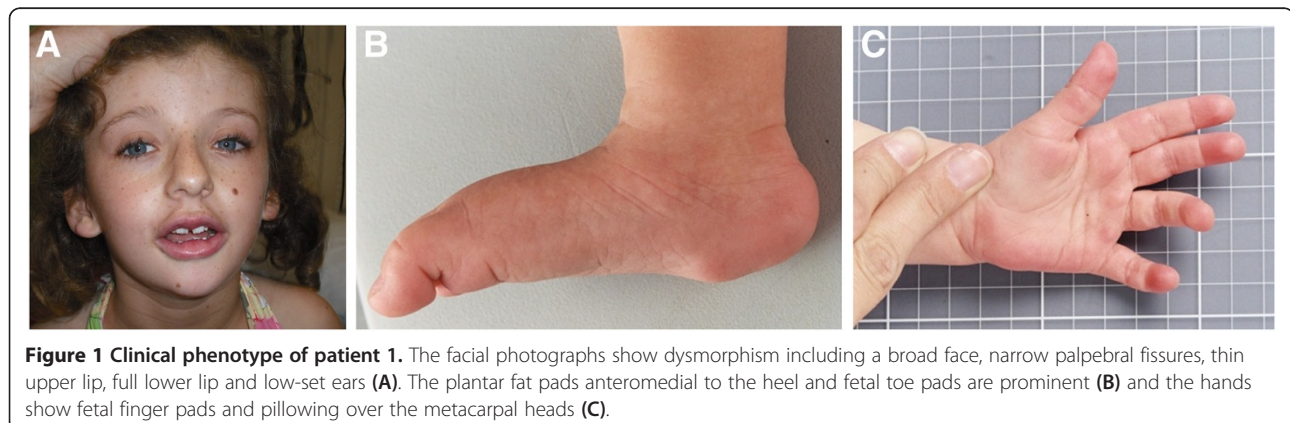 A
B
C
Figure 1 Clinical phenotype of patient 1. The facial photographs show dysmorphism including a broad face, narrow palpebral fissures, thin
upper lip, full lower lip and low-set ears (A). The plantar fat pads anteromedial to the heel and fetal toe pads are prominent (B) and the hands
show fetal finger pads and pillowing over the metacarpal heads (C).